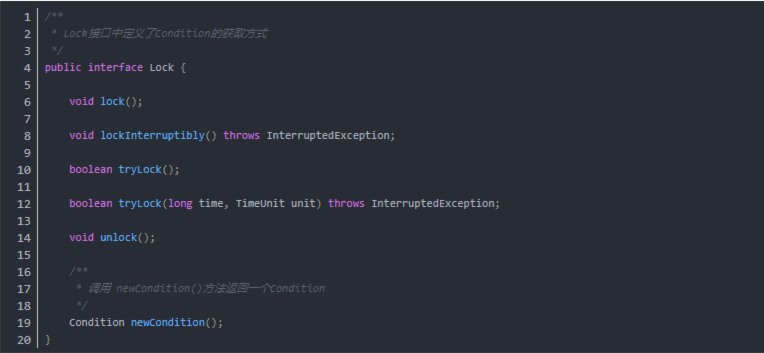 1 /**
2  * Lock接口中定义了Condition的获取方式
3  */
4 public interface Lock {
5
6     void lock();
7
8     void lockInterruptibly() throws InterruptedException;
9
10     boolean tryLock();
11
12     boolean tryLock(long time, TimeUnit unit) throws InterruptedException;
13
14     void unlock();
15
16     /**
17      * 调用 newCondition()方法返回一个Condition
18      */
19     Condition newCondition();
20 }